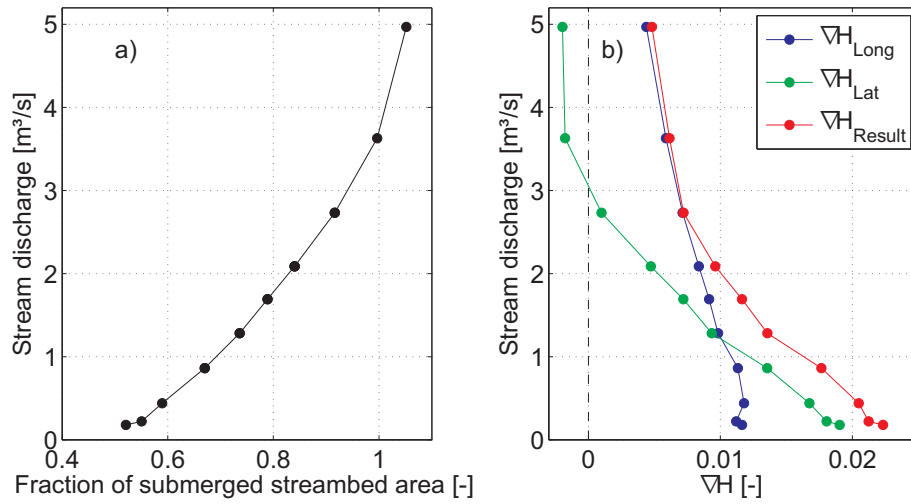 a)
Stream discharge [m³/s]
5
4
3
2
1
0
0.4 0.6 0.8 1
Fraction of submerged streambed area [-]
b)
∇H_Long
∇H_Lat
∇H_Result
Stream discharge [m³/s]
5
4
3
2
1
0
0 0.01 0.02
∇H [-]